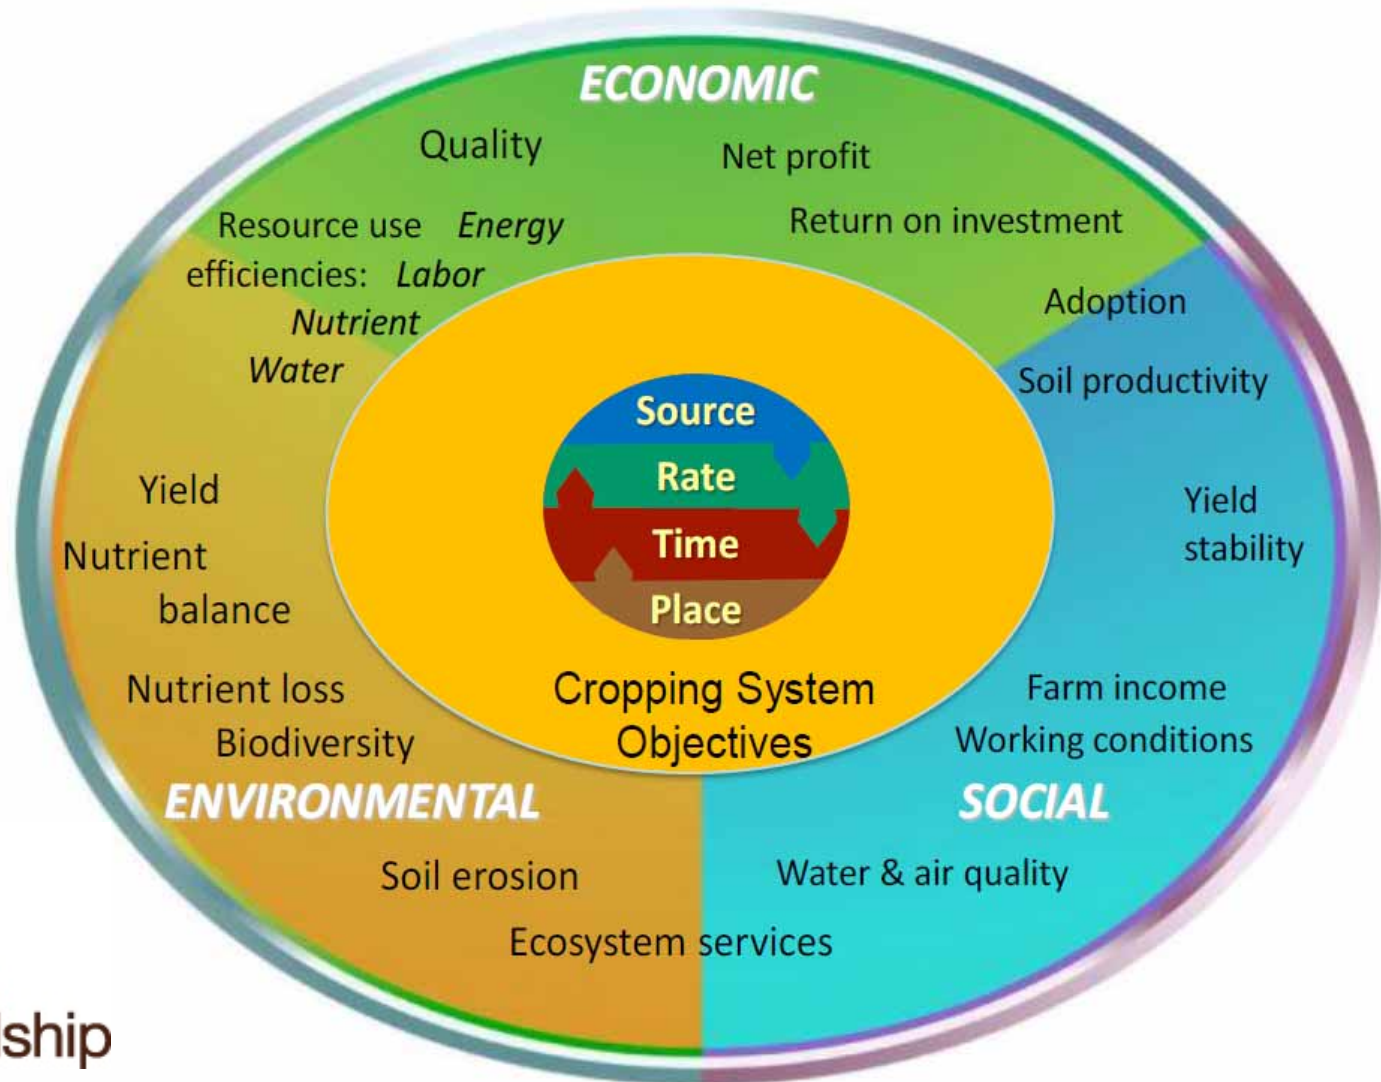 ECONOMIC
Quality
Net profit
Resource use Energy
Return on investment
efficiencies: Labor
Nutrient
Water
Adoption
Soil productivity
Source
Rate
Time
Place
Yield
Nutrient
balance
Yield
stability
Nutrient loss
Biodiversity
Cropping System
Objectives
Farm income
Working conditions
ENVIRONMENTAL
SOCIAL
Soil erosion
Water & air quality
Ecosystem services